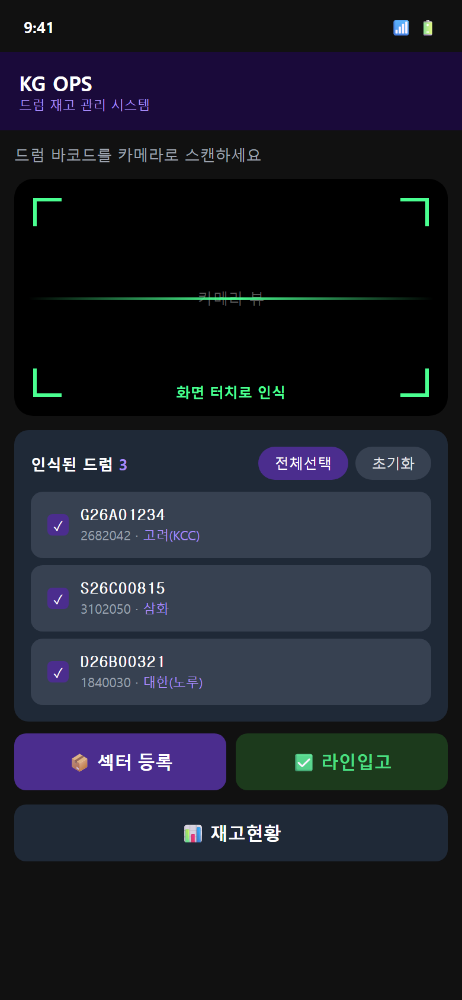 9:41
KG OPS
드럼 재고 관리 시스템
드럼 바코드를 카메라로 스캔하세요
카메라 뷰
화면 터치로 인식
인식된 드럼 3
전체선택
초기화
G26A01234
2682042 · 고려(KCC)
S26C00815
3102050 · 삼화
D26B00321
1840030 · 대한(노루)
섹터 등록
라인입고
재고현황